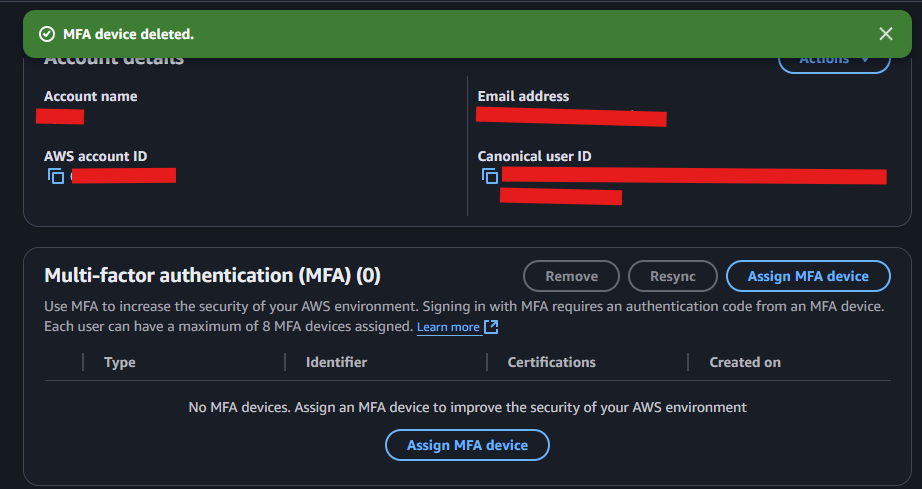 MFA device deleted.
Account details
Actions
Account name
Email address
AWS account ID
Canonical user ID
Multi-factor authentication (MFA) (0)
Remove
Resync
Assign MFA device
Use MFA to increase the security of your AWS environment. Signing in with MFA requires an authentication code from an MFA device.
Each user can have a maximum of 8 MFA devices assigned. Learn more
Type
Identifier
Certifications
Created on
No MFA devices. Assign an MFA device to improve the security of your AWS environment
Assign MFA device